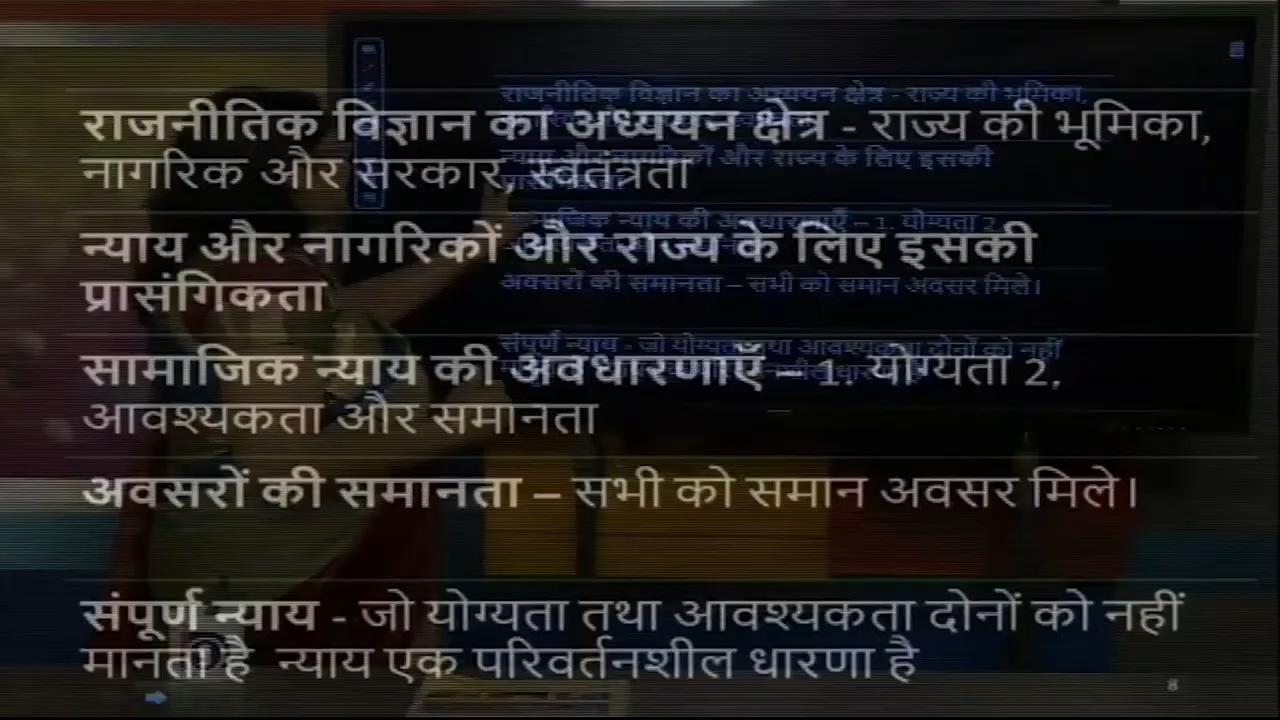 राजनीतिक विज्ञान का अध्ययन क्षेत्र - राज्य की भूमिका,
नागरिक और सरकार, स्वतंत्रता
न्याय और नागरिकों और राज्य के लिए इसकी
प्रासंगिकता
सामाजिक न्याय की अवधारणाएँ – 1. योग्यता 2.
आवश्यकता और समानता
अवसरों की समानता – सभी को समान अवसर मिले।
संपूर्ण न्याय - जो योग्यता तथा आवश्यकता दोनों को नहीं
मानता है न्याय एक परिवर्तनशील धारणा है
8